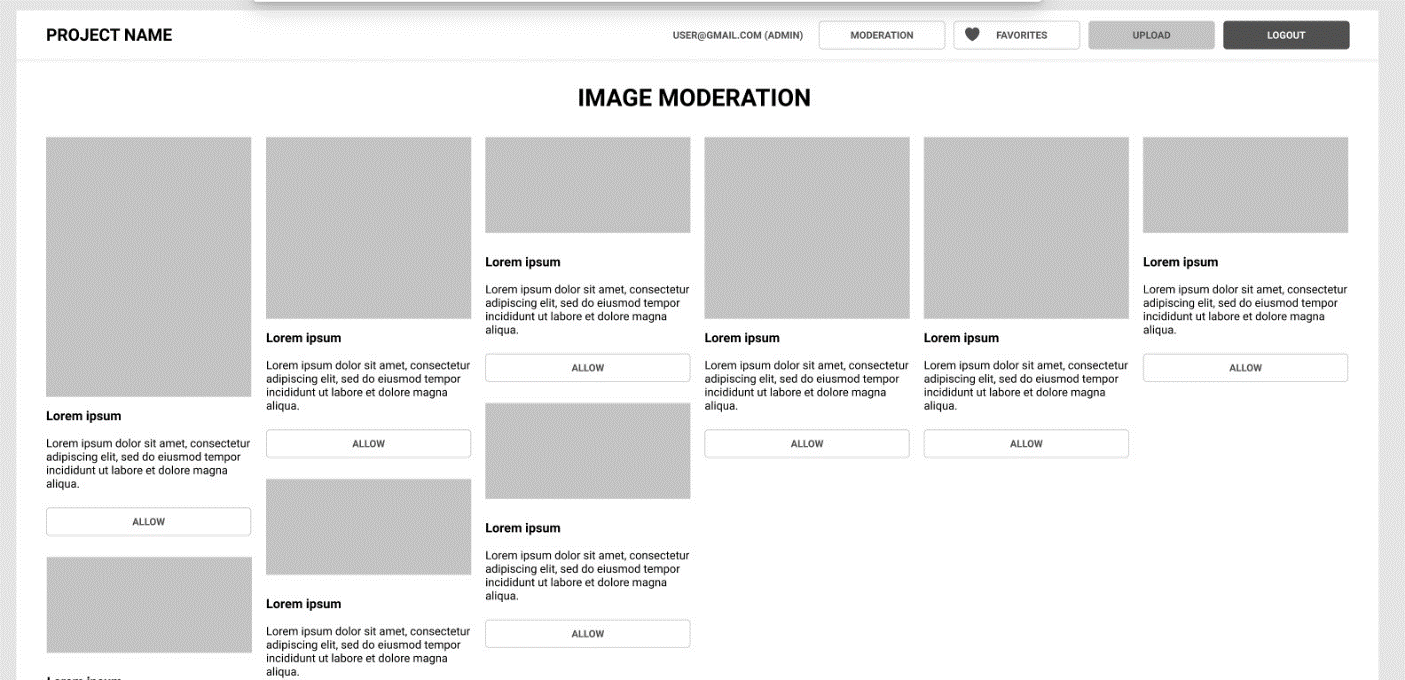 PROJECT NAME
USER@GMAIL.COM (ADMIN)
MODERATION
FAVORITES
UPLOAD
LOGOUT
IMAGE MODERATION
Lorem ipsum
Lorem ipsum dolor sit amet, consectetur
adipiscing elit, sed do eiusmod tempor
incididunt ut labore et dolore magna
aliqua.
ALLOW
Lorem ipsum
Lorem ipsum
Lorem ipsum dolor sit amet, consectetur
adipiscing elit, sed do eiusmod tempor
incididunt ut labore et dolore magna
aliqua.
ALLOW
Lorem ipsum
Lorem ipsum dolor sit amet, consectetur
adipiscing elit, sed do eiusmod tempor
incididunt ut labore et dolore magna
aliqua.
Lorem ipsum
Lorem ipsum dolor sit amet, consectetur
adipiscing elit, sed do eiusmod tempor
incididunt ut labore et dolore magna
aliqua.
ALLOW
Lorem ipsum
Lorem ipsum dolor sit amet, consectetur
adipiscing elit, sed do eiusmod tempor
incididunt ut labore et dolore magna
aliqua.
ALLOW
Lorem ipsum
Lorem ipsum dolor sit amet, consectetur
adipiscing elit, sed do eiusmod tempor
incididunt ut labore et dolore magna
aliqua.
ALLOW
Lorem ipsum
Lorem ipsum dolor sit amet, consectetur
adipiscing elit, sed do eiusmod tempor
incididunt ut labore et dolore magna
aliqua.
ALLOW
Lorem ipsum
Lorem ipsum dolor sit amet, consectetur
adipiscing elit, sed do eiusmod tempor
incididunt ut labore et dolore magna
aliqua.
ALLOW